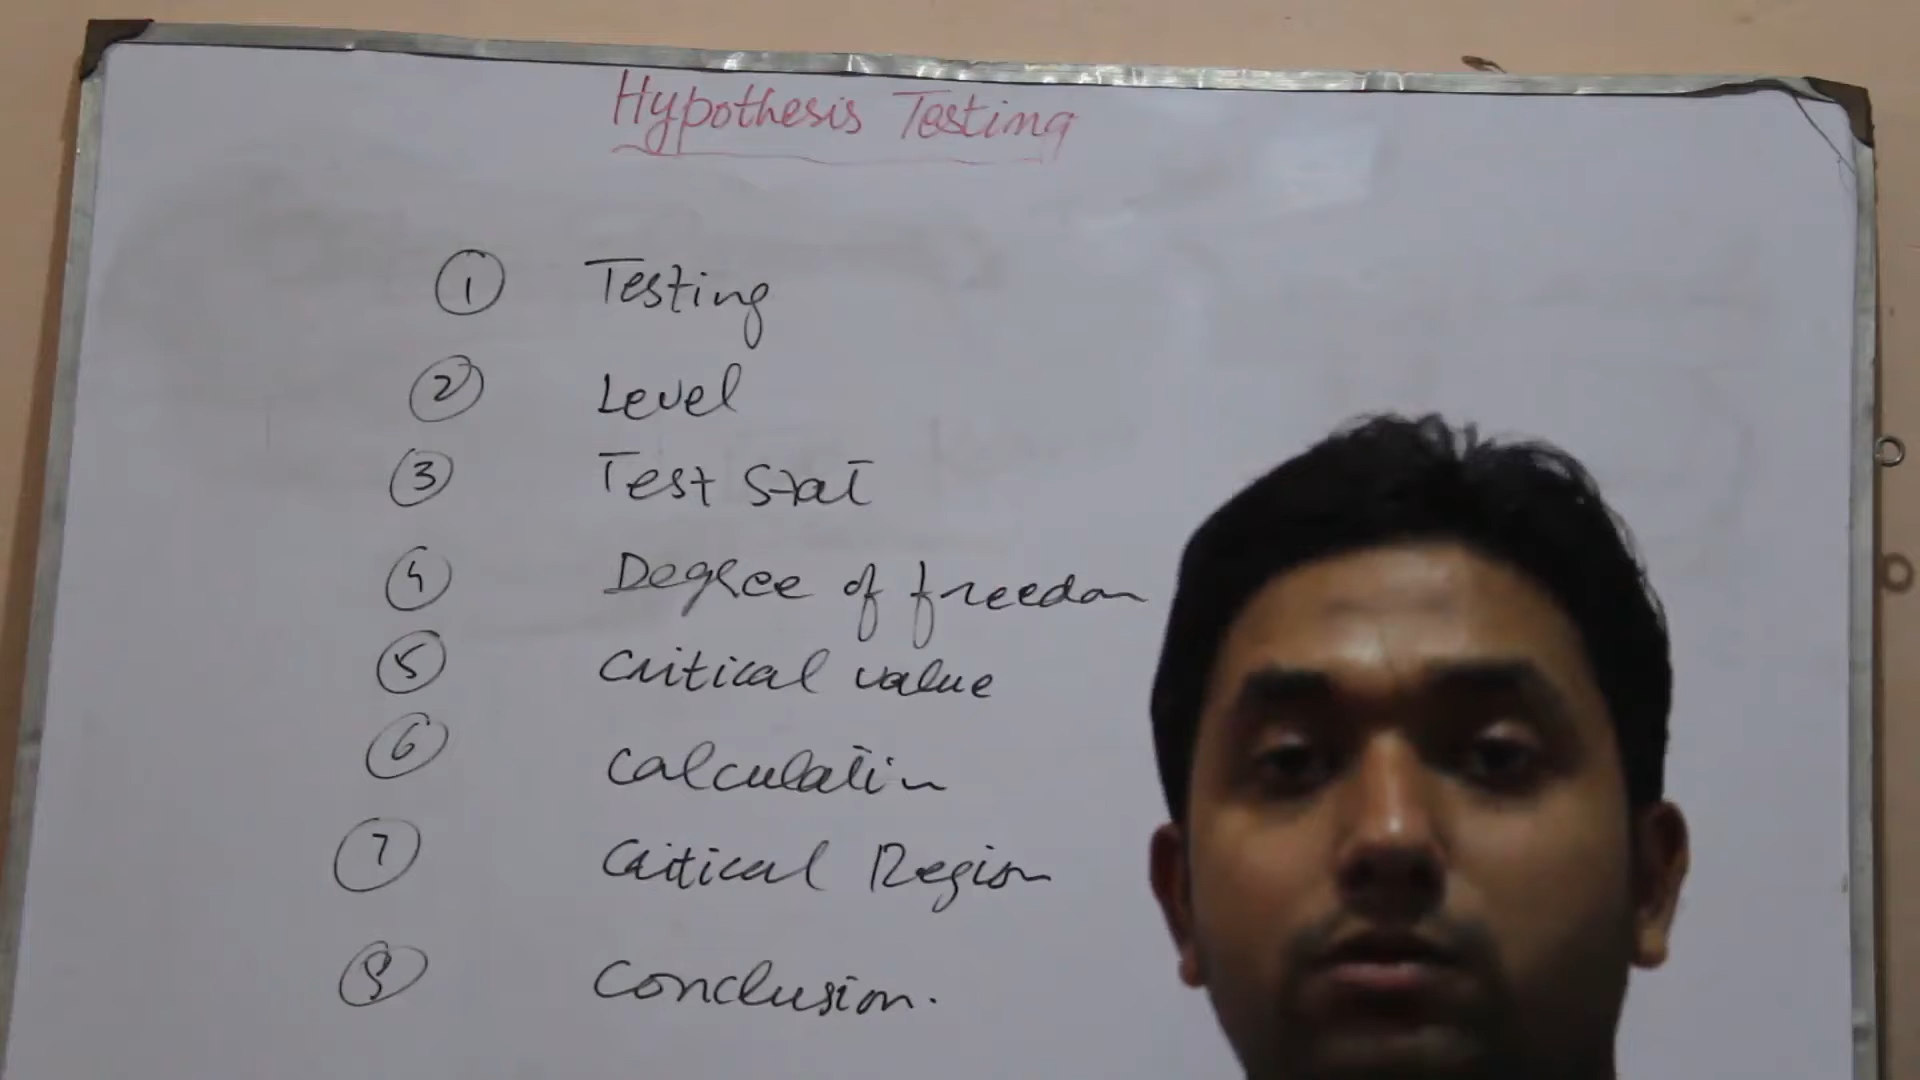 Hypothesis Testing
① Testing
② Level
③ Test Stat
④ Degree of freedom
⑤ Critical value
⑥ Calculation
⑦ Critical Region
⑧ Conclusion.